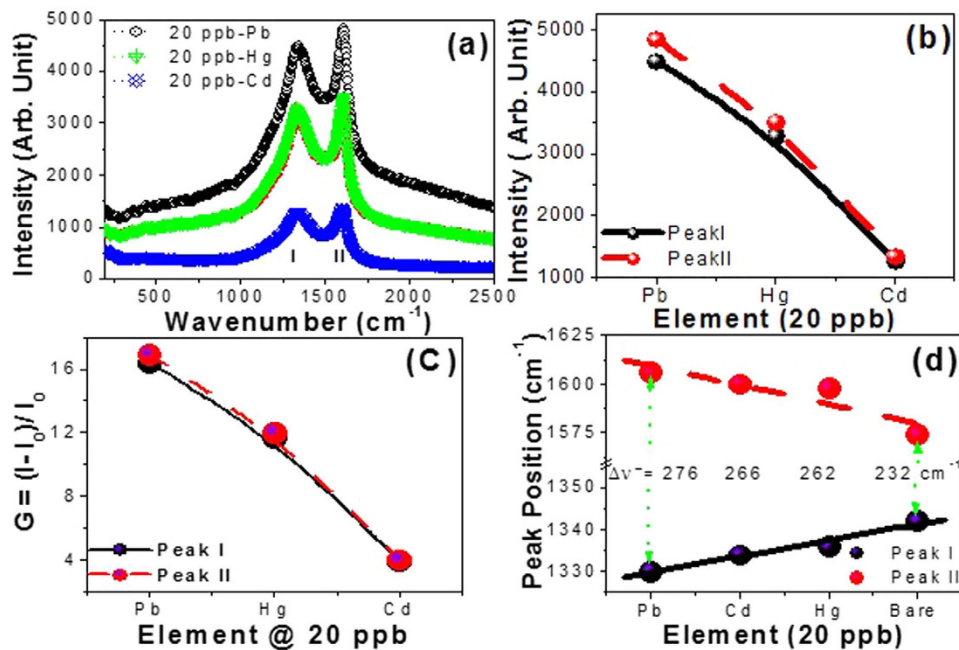 (a)
20 ppb-Pb
20 ppb-Hg
20 ppb-Cd
Intensity (Arb. Unit)
5000
4000
3000
2000
1000
0
I
II
500
1000
1500
2000
2500
Wavenumber (cm⁻¹)
(b)
Intensity ( Arb. Unit)
5000
4000
3000
2000
1000
PeakI
PeakII
Pb
Hg
Cd
Element (20 ppb)
(C)
G = (I- I₀)/ I₀
16
12
8
4
Peak I
Peak II
Pb
Hg
Cd
Element @ 20 ppb
(d)
Peak Position (cm⁻¹)
1625
1600
1575
1350
1340
1330
Δν⁻= 276 266 262 232 cm⁻¹
Peak I
Peak II
Pb
Cd
Hg
Bare
Element (20 ppb)